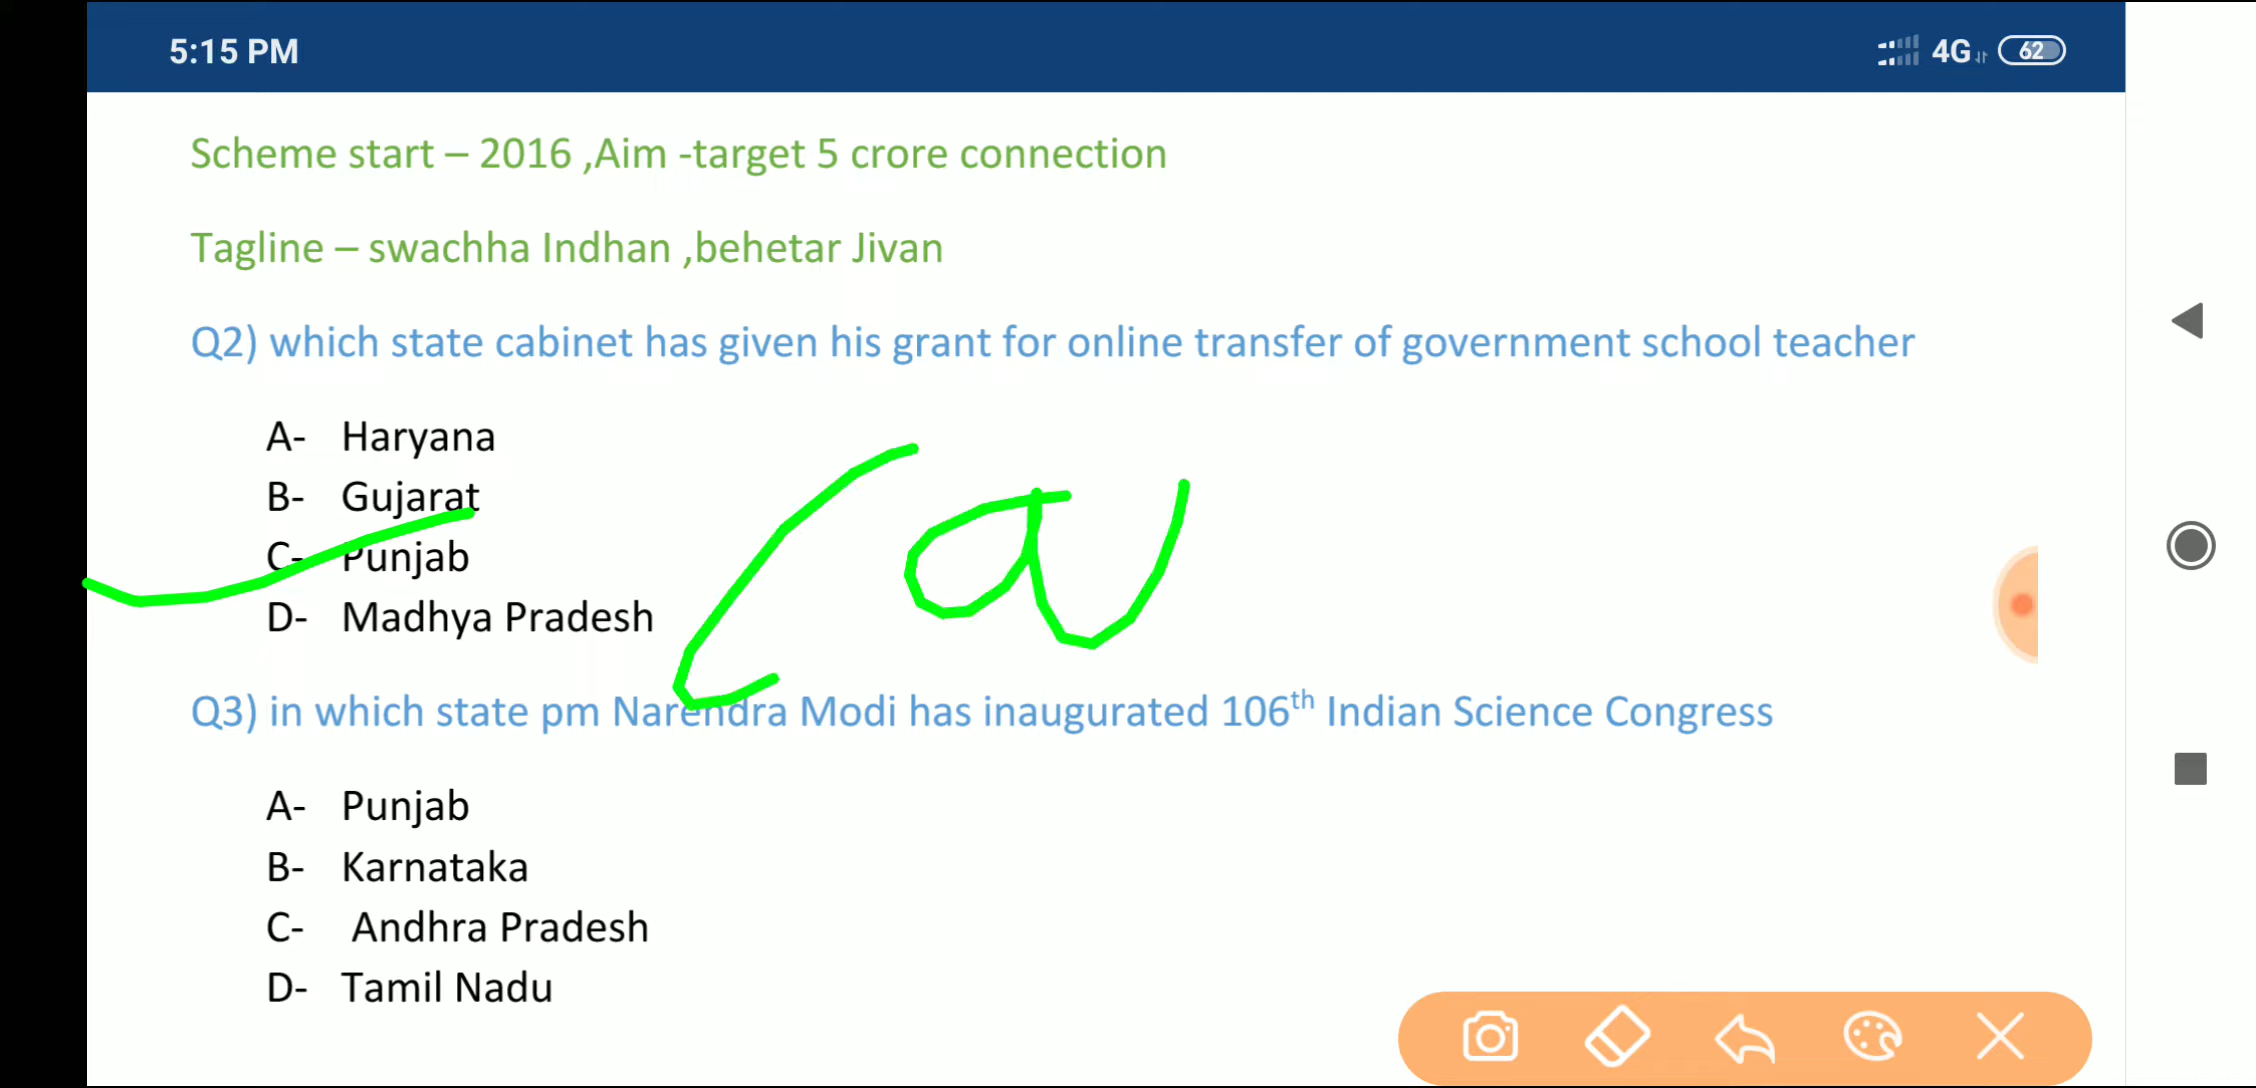 5:15 PM 4G 62
Scheme start – 2016 ,Aim -target 5 crore connection
Tagline – swachha Indhan ,behetar Jivan
Q2) which state cabinet has given his grant for online transfer of government school teacher
A- Haryana
B- Gujarat
C- Punjab
D- Madhya Pradesh
Q3) in which state pm Narendra Modi has inaugurated 106th Indian Science Congress
A- Punjab
B- Karnataka
C- Andhra Pradesh
D- Tamil Nadu